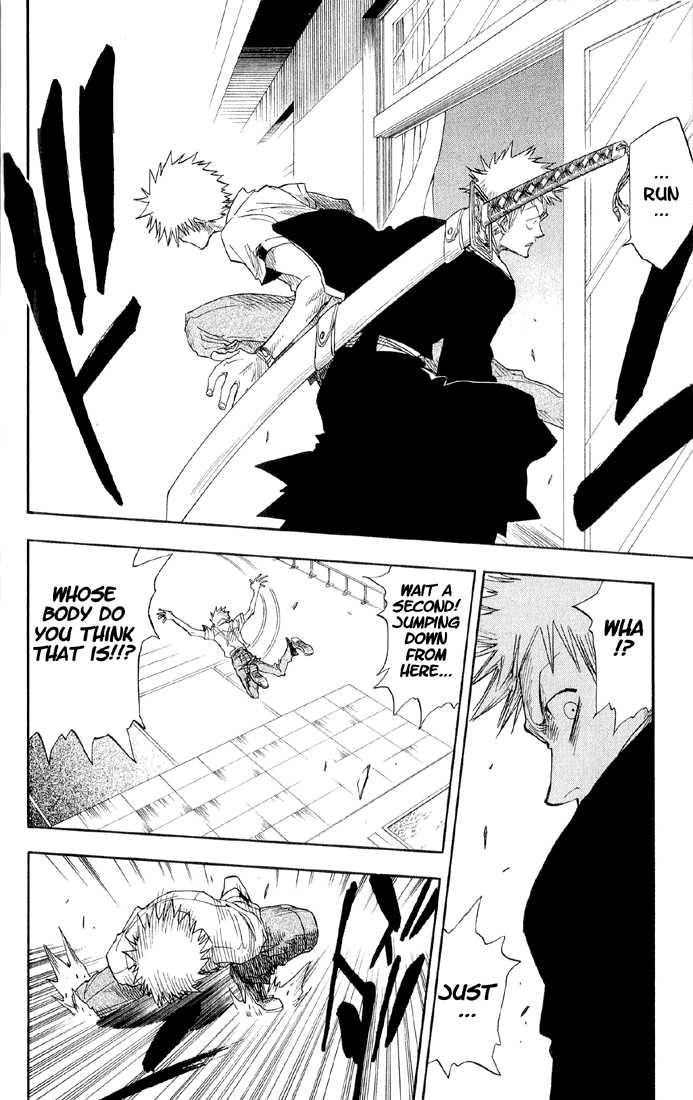 ...
RUN
...
WHA
!?
JUST
...
WAIT A
SECOND!
JUMPING
DOWN
FROM
HERE...
WHOSE
BODY DO
YOU THINK
THAT IS!!?